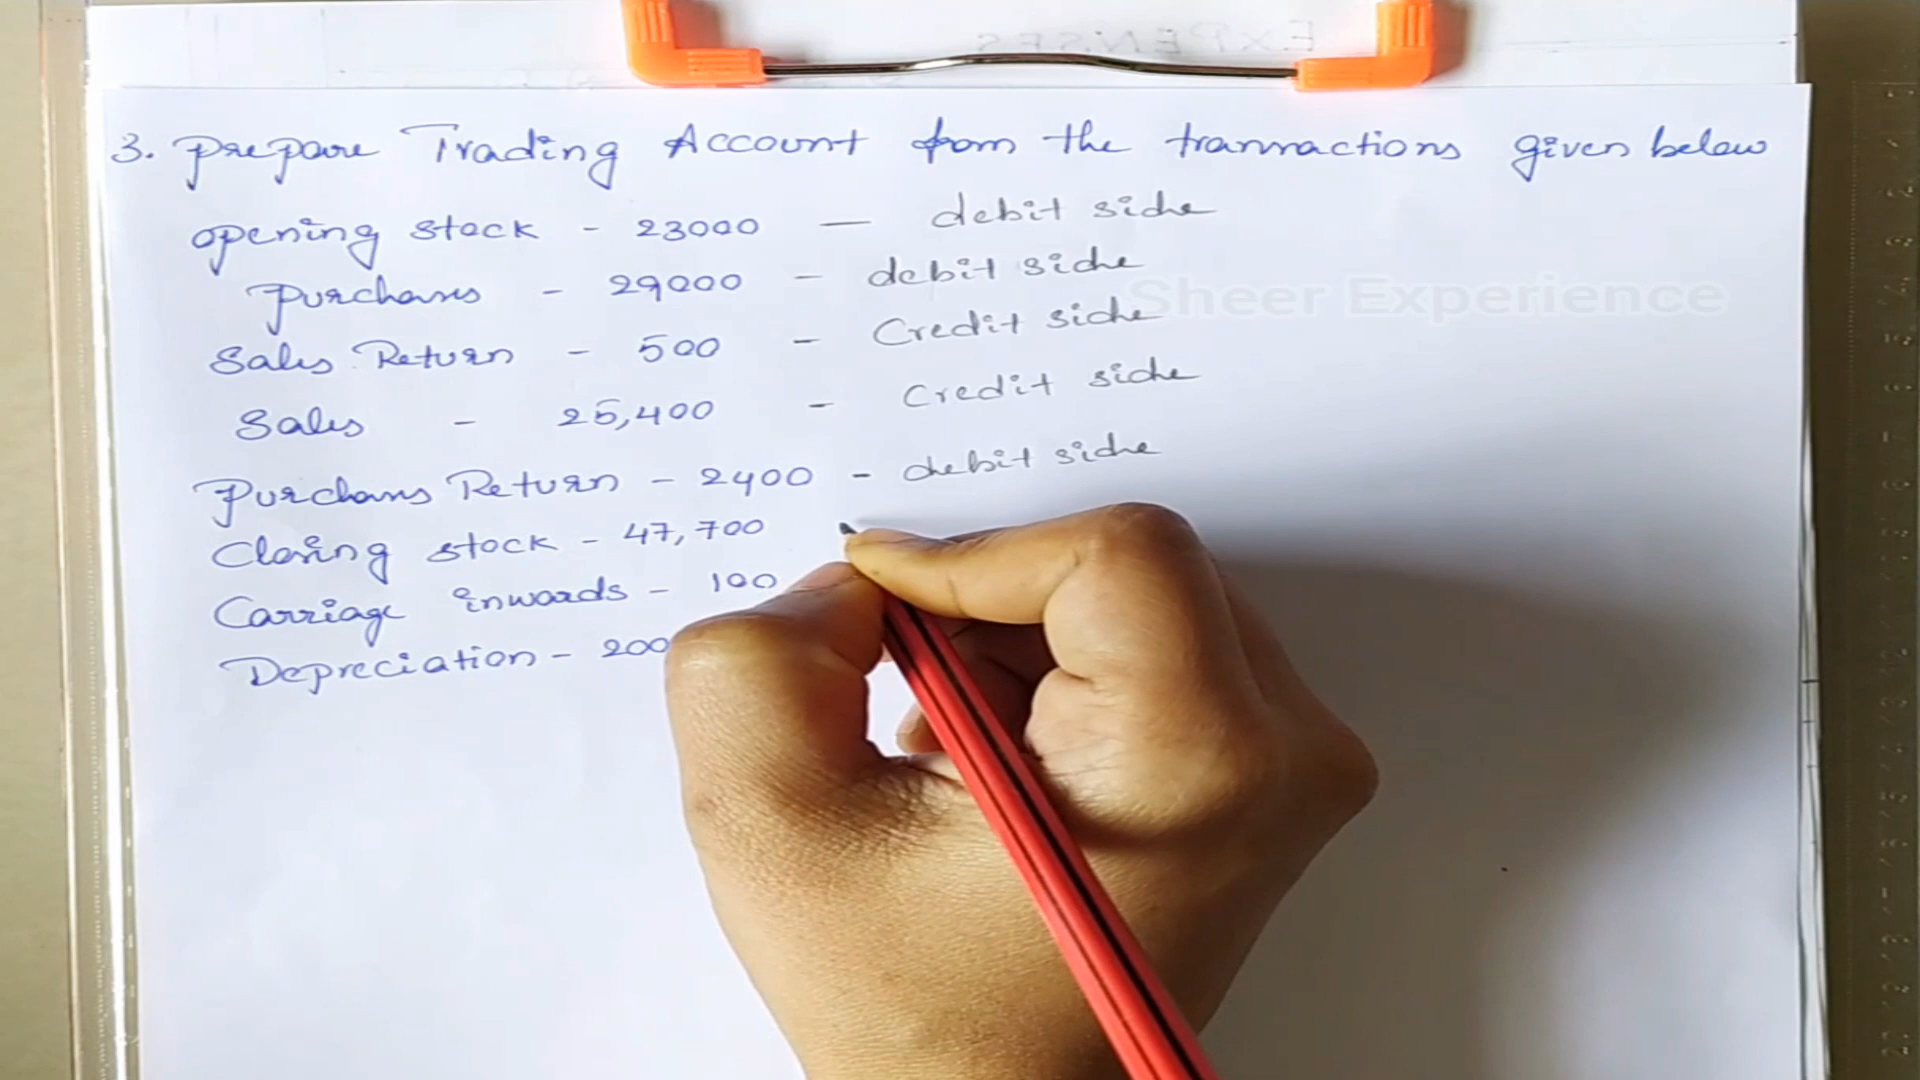 EXPENSES
3. Prepare Trading Account from the transactions given below
opening stock - 23000 — debit side
Purchases - 29000 - debit side
Sheer Experience
Sales Return - 500 - Credit side
Sales - 25,400 - Credit side
Purchases Return - 2400 - debit side
Closing stock - 47,700
Carriage inwards - 100
Depreciation - 200